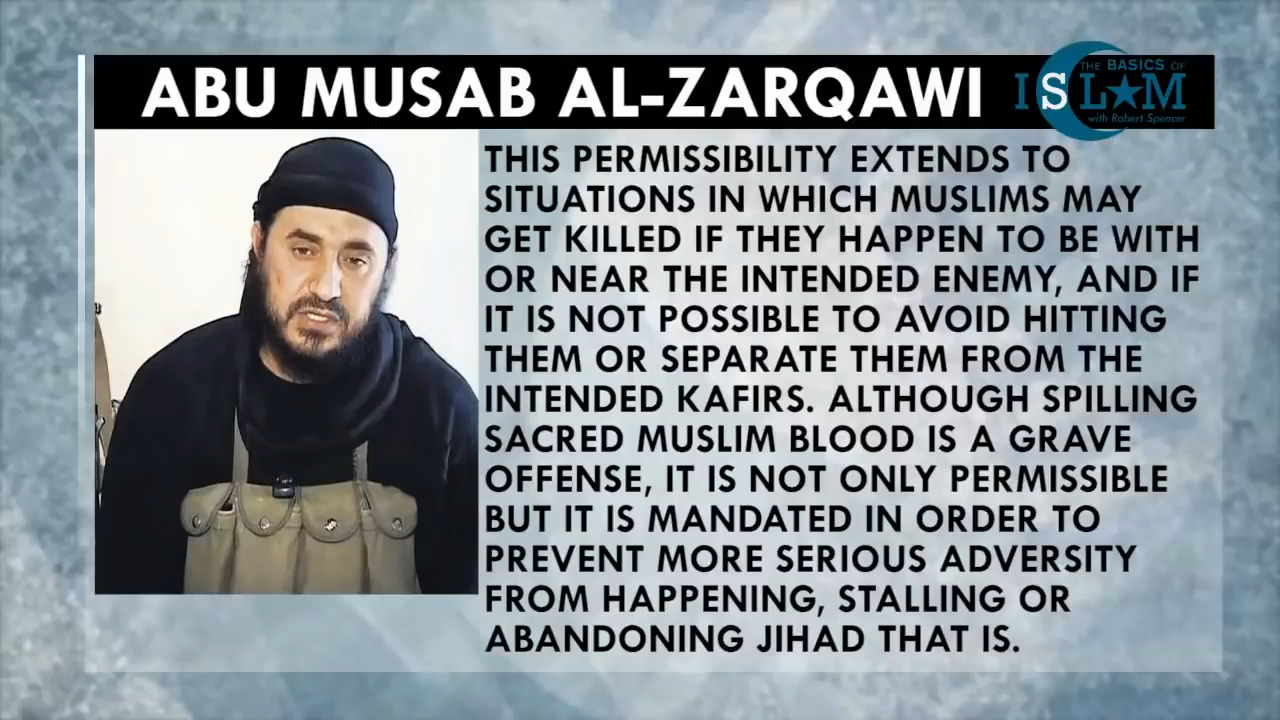 ABU MUSAB AL-ZARQAWI
THE BASICS OF
ISLAM
with Robert Spencer
THIS PERMISSIBILITY EXTENDS TO
SITUATIONS IN WHICH MUSLIMS MAY
GET KILLED IF THEY HAPPEN TO BE WITH
OR NEAR THE INTENDED ENEMY, AND IF
IT IS NOT POSSIBLE TO AVOID HITTING
THEM OR SEPARATE THEM FROM THE
INTENDED KAFIRS. ALTHOUGH SPILLING
SACRED MUSLIM BLOOD IS A GRAVE
OFFENSE, IT IS NOT ONLY PERMISSIBLE
BUT IT IS MANDATED IN ORDER TO
PREVENT MORE SERIOUS ADVERSITY
FROM HAPPENING, STALLING OR
ABANDONING JIHAD THAT IS.